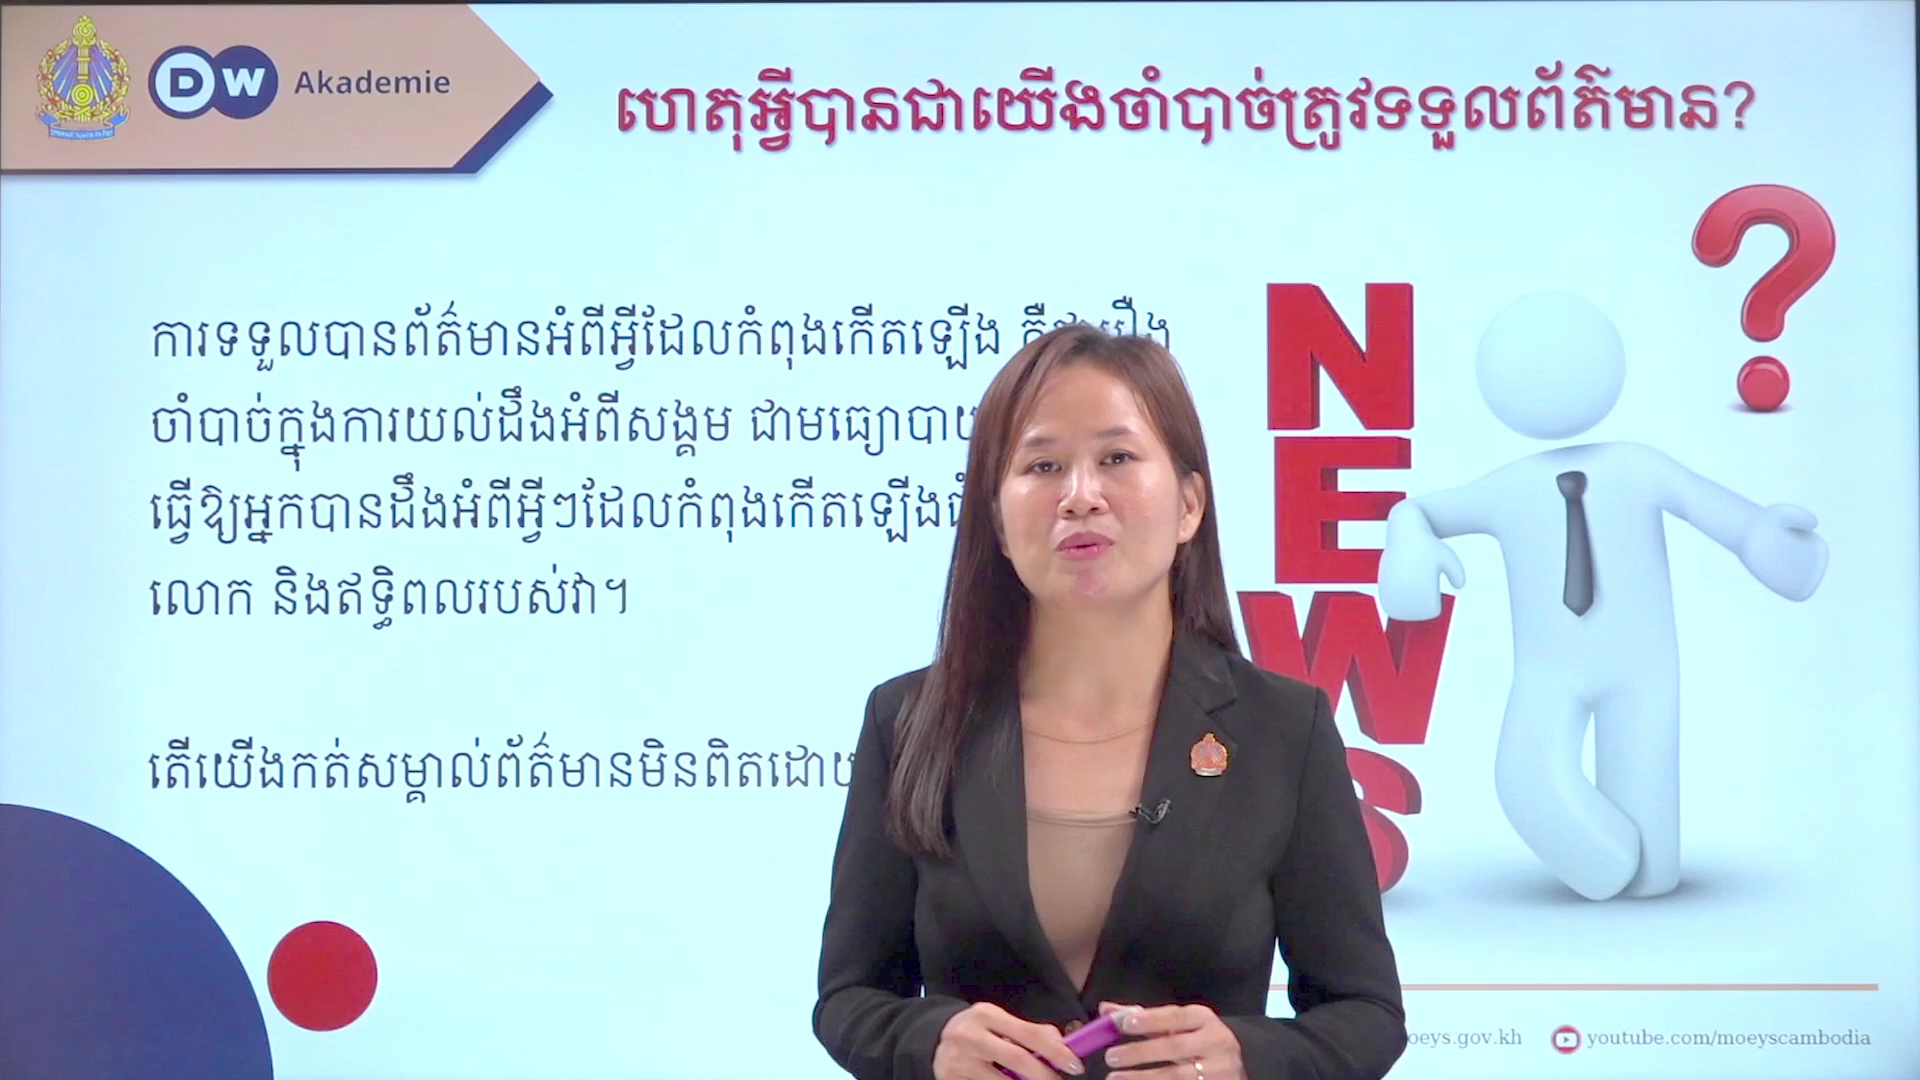 DW Akademie
ហេតុអ្វីបានជាយើងចាំបាច់ត្រូវទទួលព័ត៌មាន?
ការទទួលបានព័ត៌មានអំពីអ្វីដែលកំពុងកើតឡើង គឺជារឿង
ចាំបាច់ក្នុងការយល់ដឹងអំពីសង្គម ជាមធ្យោបាយ
ធ្វើឱ្យអ្នកបានដឹងអំពីអ្វីៗដែលកំពុងកើតឡើង
លោក និងឥទ្ធិពលរបស់វា។
តើយើងកត់សម្គាល់ព័ត៌មានមិនពិតដោយ
NEWS
?
oeys.gov.kh
youtube.com/moeyscambodia